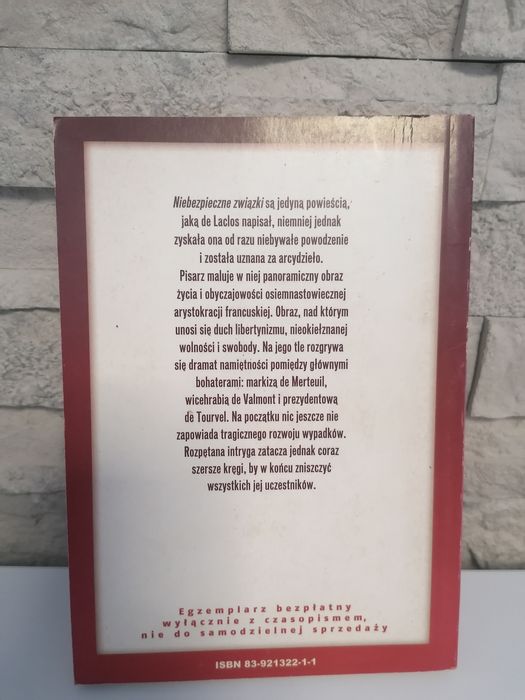 Niebezpieczne związki są jedyną powieścią,
jaką de Laclos napisał, niemniej jednak
zyskała ona od razu niebywałe powodzenie
i została uznana za arcydzieło.
Pisarz maluje w niej panoramiczny obraz
życia i obyczajowości osiemnastowiecznej
arystokracji francuskiej. Obraz, nad którym
unosi się duch libertynizmu, nieokiełznanej
wolności i swobody. Na jego tle rozgrywa
się dramat namiętności pomiędzy głównymi
bohaterami: markizą de Merteuil,
wicehrabią de Valmont i prezydentową
de Tourvel. Na początku nic jeszcze nie
zapowiada tragicznego rozwoju wypadków.
Rozpętana intryga zatacza jednak coraz
szersze kręgi, by w końcu zniszczyć
wszystkich jej uczestników.
Egzemplarz bezpłatny
wyłącznie z czasopismem,
nie do samodzielnej sprzedaży
ISBN 83-921322-1-1